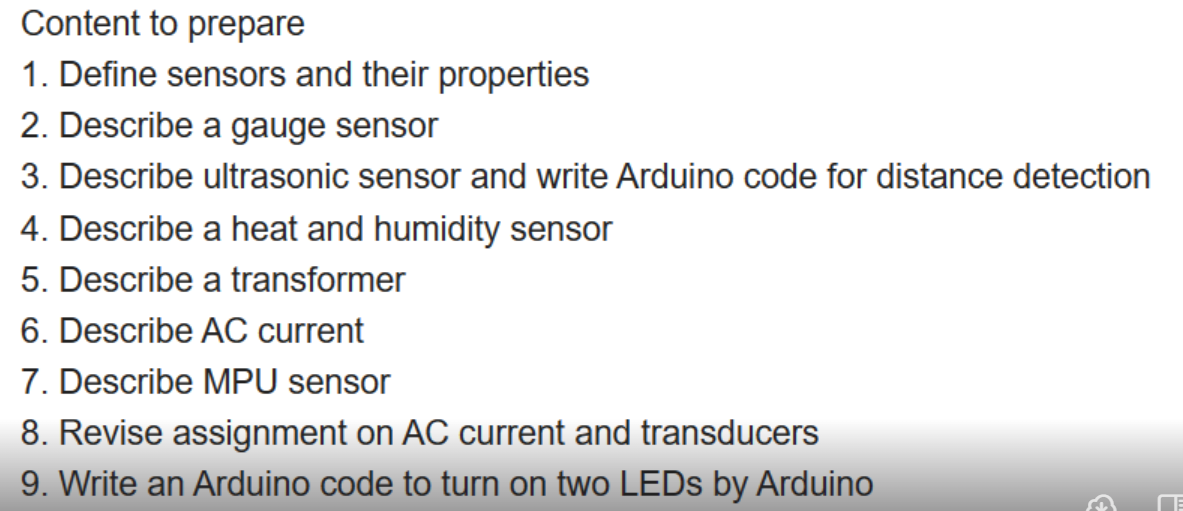 Content to prepare
1. Define sensors and their properties
2. Describe a gauge sensor
3. Describe ultrasonic sensor and write Arduino code for distance detection
4. Describe a heat and humidity sensor
5. Describe a transformer
6. Describe AC current
7. Describe MPU sensor
8. Revise assignment on AC current and transducers
9. Write an Arduino code to turn on two LEDs by Arduino